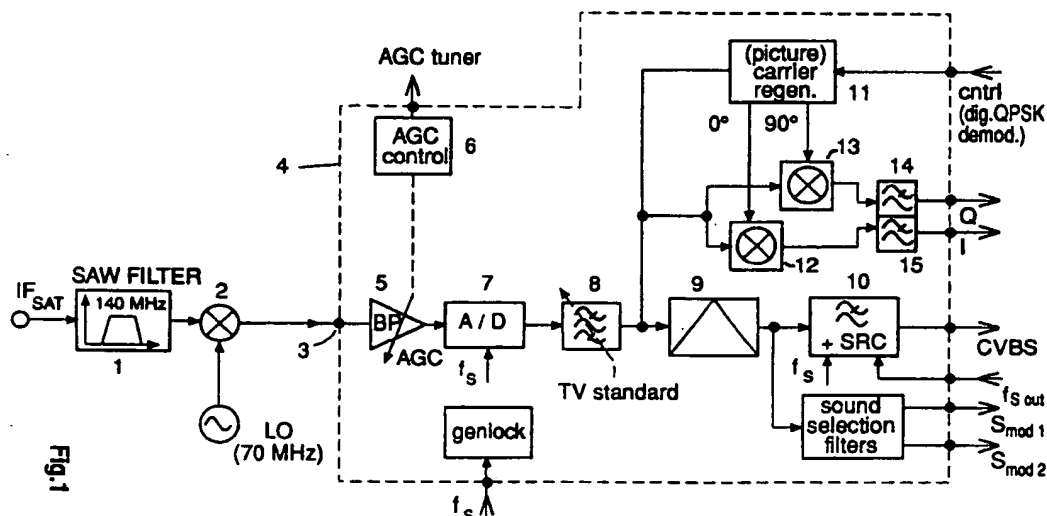 AGC tuner
(picture)
carrier
regen.
11
cntrl
(dig.QPSK
demod.)
0°
90°
AGC
control
6
4
13
14
Q
I
12
15
SAW FILTER
IF SAT
140 MHz
1
2
3
5
BP
AGC
7
A / D
f s
8
TV standard
9
10
+ SRC
f s
CVBS
f S out
sound
selection
filters
S mod 1
S mod 2
LO
(70 MHz)
genlock
f s
Fig.1